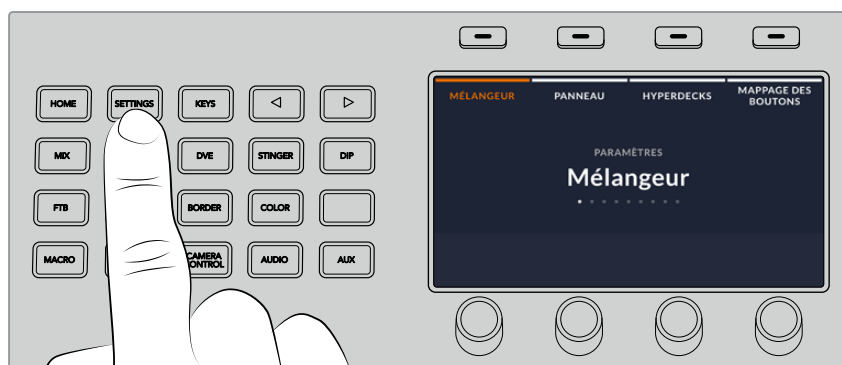 HOME SETTINGS KEYS
MIX DVE STINGER DIP
FTB BORDER COLOR
MACRO CAMERA CONTROL AUDIO AUX
MÉLANGEUR PANNEAU HYPERDECKS MAPPAGE DES
BOUTONS
PARAMÈTRES
Mélangeur